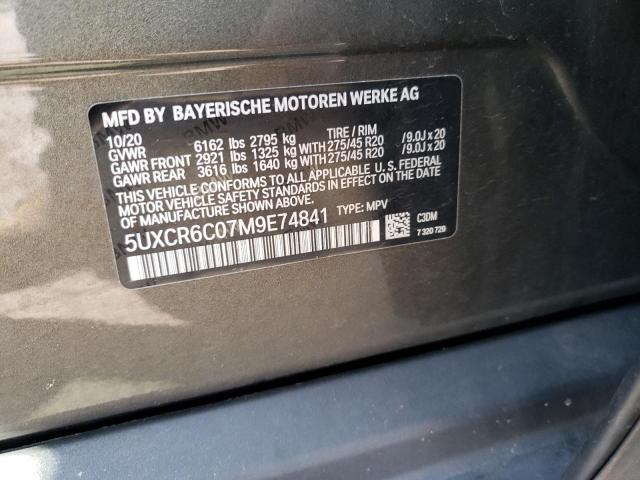 MFD BY BAYERISCHE MOTOREN WERKE AG
10/20 TIRE / RIM
GVWR 6162 lbs 2795 kg
GAWR FRONT 2921 lbs 1325 kg WITH 275/45 R20 /9.0J x 20
GAWR REAR 3616 lbs 1640 kg WITH 275/45 R20 /9.0J x 20
THIS VEHICLE CONFORMS TO ALL APPLICABLE U.S. FEDERAL
MOTOR VEHICLE SAFETY STANDARDS IN EFFECT ON THE DATE
OF MANUFACTURE SHOWN ABOVE.
5UXCR6C07M9E74841 TYPE: MPV C3DM
7 320 729